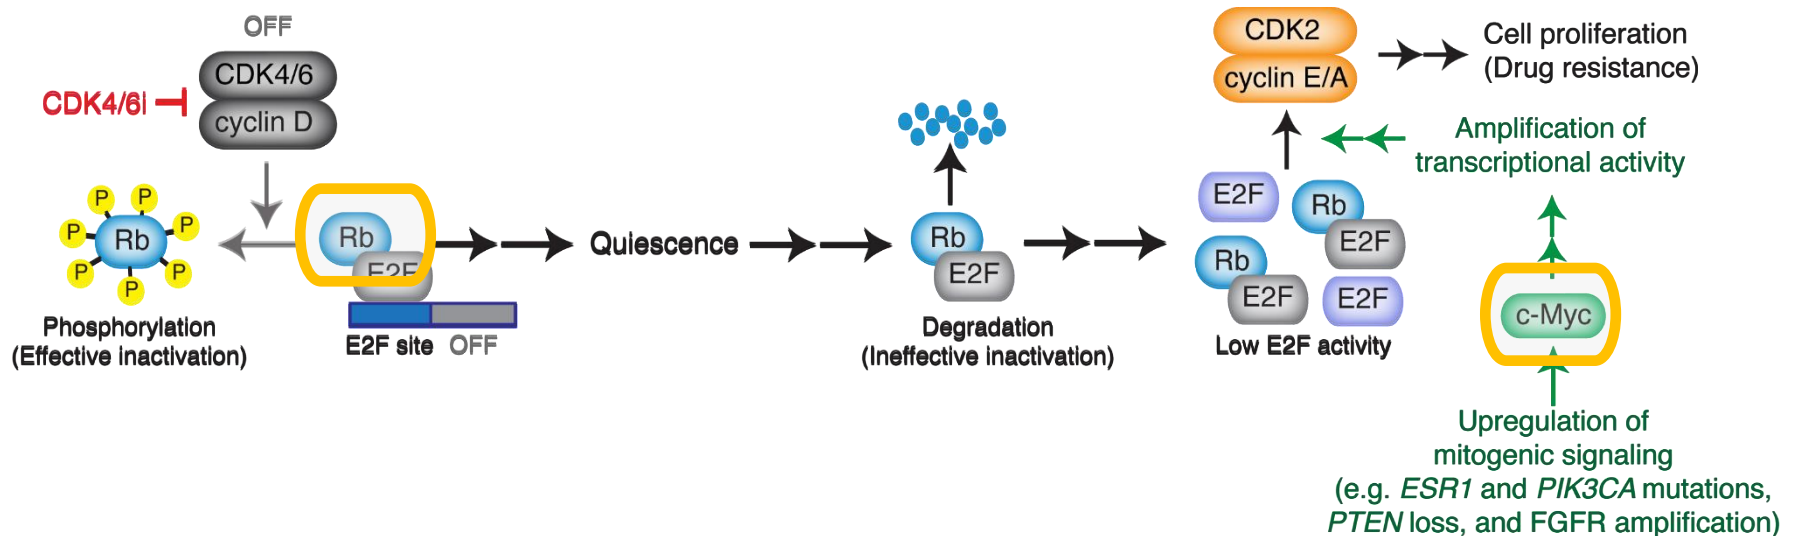 OFF
CDK4/6
cyclin D
CDK4/6i
P
P
P
P
P
P
P
Rb
Phosphorylation
(Effective inactivation)
Rb
E2F
E2F site OFF
Quiescence
Rb
E2F
Degradation
(Ineffective inactivation)
CDK2
cyclin E/A
Cell proliferation
(Drug resistance)
Amplification of
transcriptional activity
E2F
Rb
E2F
Rb
E2F
E2F
Low E2F activity
c-Myc
Upregulation of
mitogenic signaling
(e.g. ESR1 and PIK3CA mutations,
PTEN loss, and FGFR amplification)